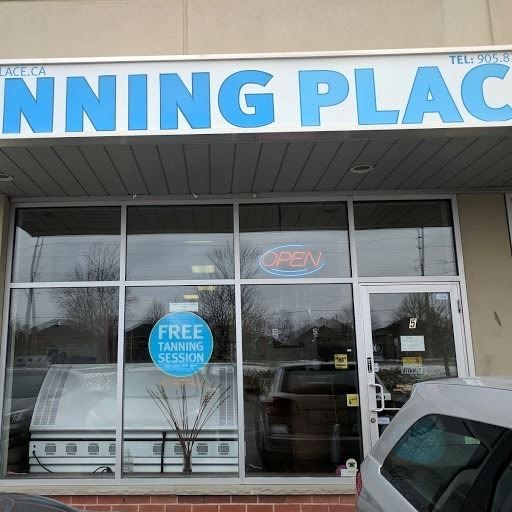 LACE.CA
TEL: 905.8
NNING PLAC
OPEN
FREE
TANNING
SESSION
5